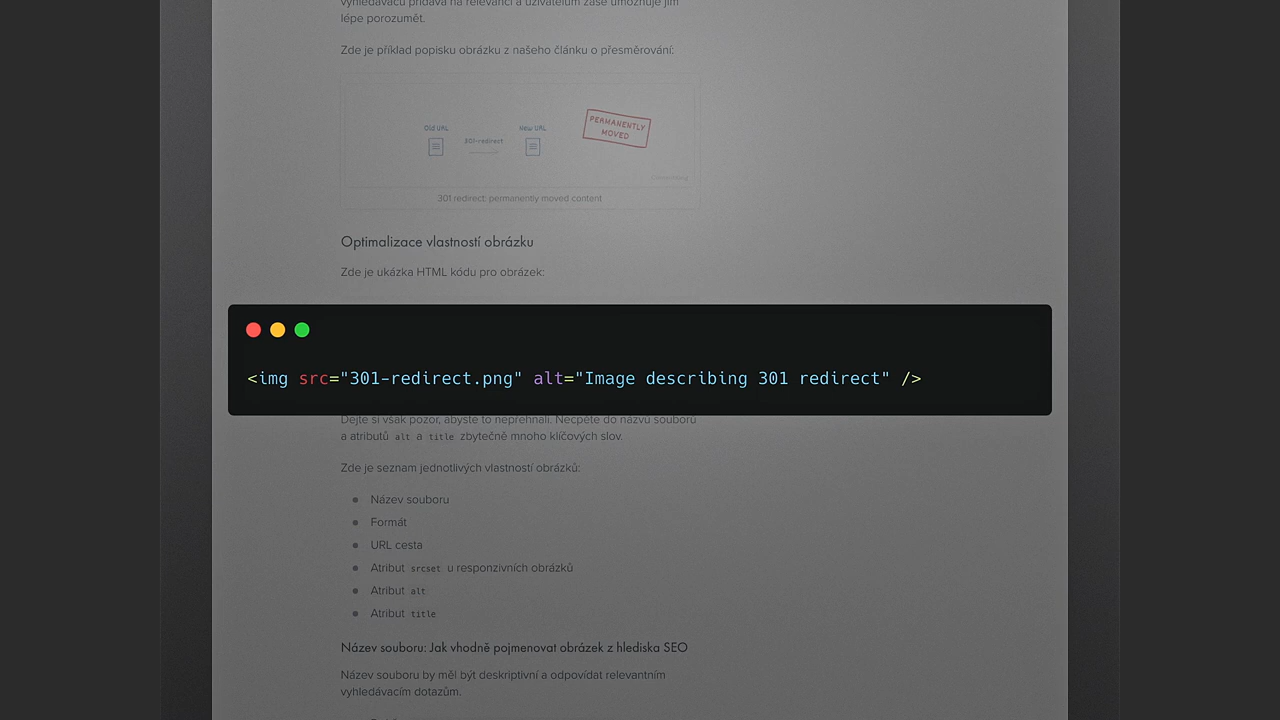 vyhledávačů přidává na relevanci a uživatelům zase umožňuje jim
lépe porozumět.
Zde je příklad popisku obrázku z našeho článku o přesměrování:
Old URL
301-redirect
New URL
PERMANENTLY
MOVED
301 redirect: permanently moved content
Optimalizace vlastností obrázku
Zde je ukázka HTML kódu pro obrázek:
<img src="301-redirect.png" alt="Image describing 301 redirect" />
Dejte si však pozor, abyste to nepřehnali. Necpěte do názvů souborů
a atributů alt a title zbytečně mnoho klíčových slov.
Zde je seznam jednotlivých vlastností obrázků:
● Název souboru
● Formát
● URL cesta
● Atribut srcset u responzivních obrázků
● Atribut alt
● Atribut title
Název souboru: Jak vhodně pojmenovat obrázek z hlediska SEO
Název souboru by měl být deskriptivní a odpovídat relevantním
vyhledávacím dotazům.